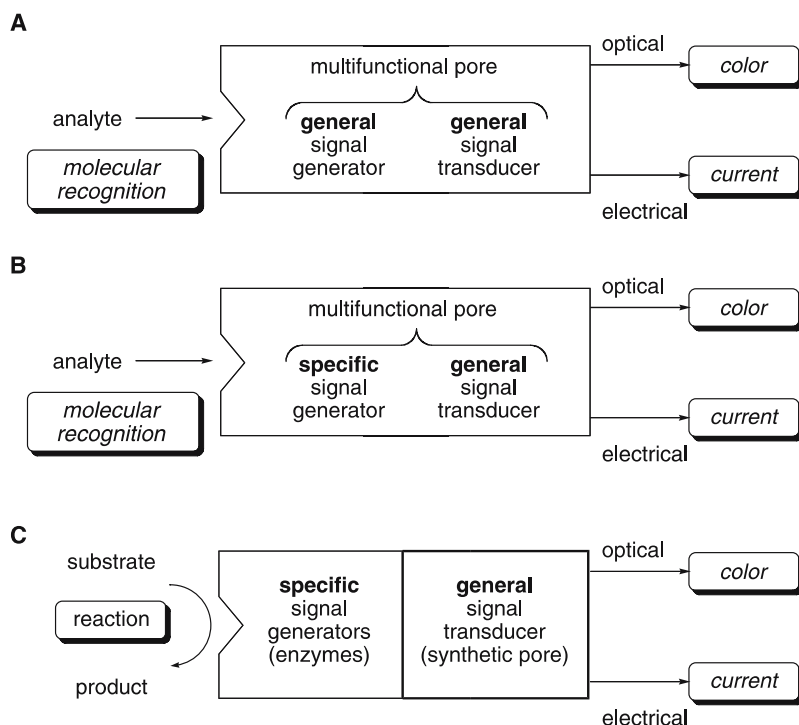 A
optical
color
multifunctional pore
analyte
general
signal
generator
general
signal
transducer
molecular
recognition
current
electrical
B
optical
color
multifunctional pore
analyte
specific
signal
generator
general
signal
transducer
molecular
recognition
current
electrical
C
substrate
reaction
product
specific
signal
generators
(enzymes)
general
signal
transducer
(synthetic pore)
optical
color
current
electrical